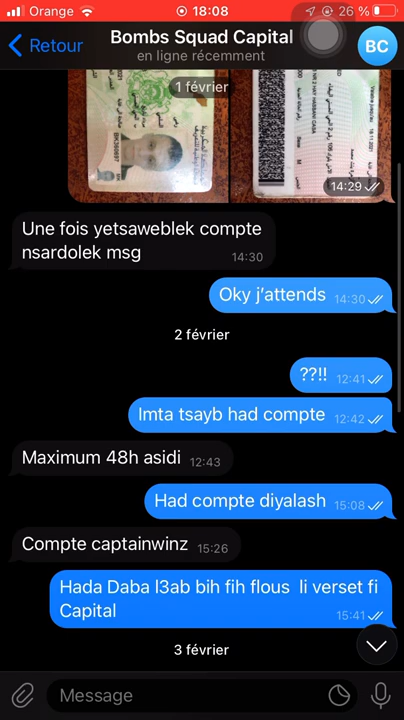 Orange
18:08
26 %
Retour
Bombs Squad Capital
en ligne récemment
BC
1 février
14:29
Une fois yetsaweblek compte
nsardolek msg
14:30
Oky j'attends 14:30
2 février
??!! 12:41
Imta tsayb had compte 12:42
Maximum 48h asidi 12:43
Had compte diyalash 15:08
Compte captainwinz 15:26
Hada Daba l3ab bih fih flous li verset fi
Capital
15:41
3 février
Message